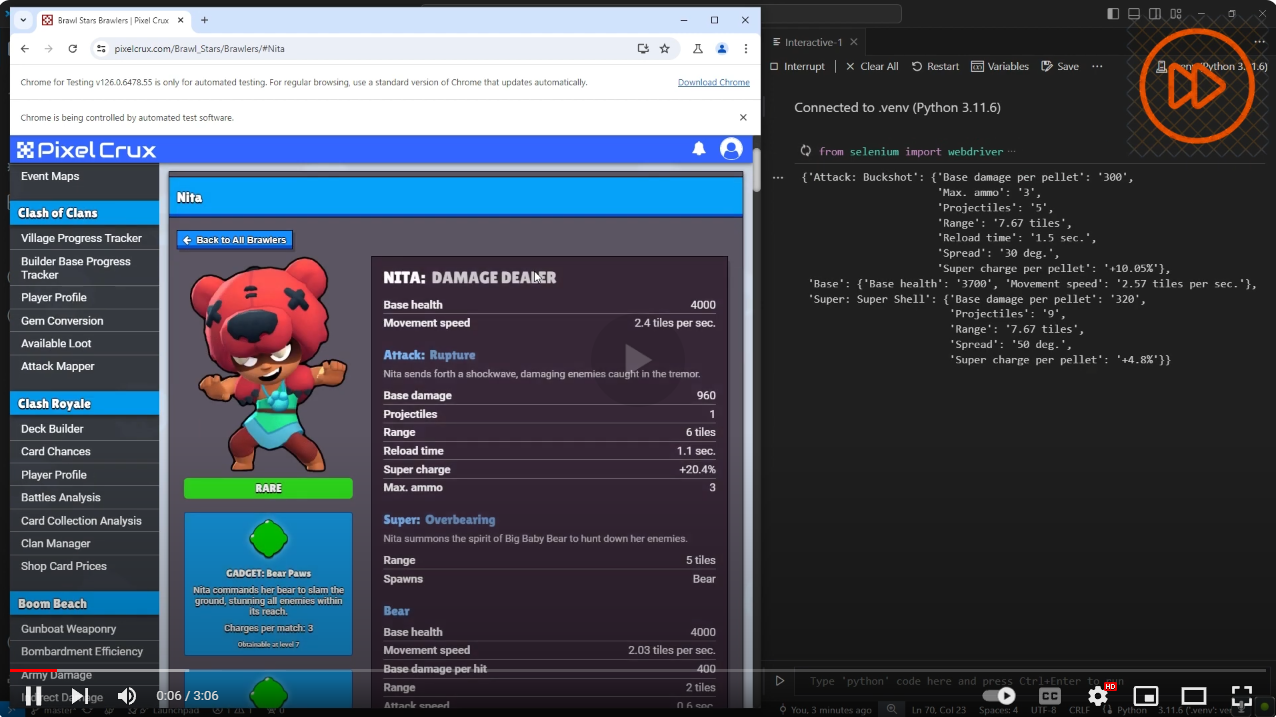 Brawl Stars Brawlers | Pixel Crux
pixelcrux.com/Brawl_Stars/Brawlers/#Nita
Chrome for Testing v126.0.6478.55 is only for automated testing. For regular browsing, use a standard version of Chrome that updates automatically.
Download Chrome
Chrome is being controlled by automated test software.
Pixel Crux
Event Maps
Clash of Clans
Village Progress Tracker
Builder Base Progress
Tracker
Player Profile
Gem Conversion
Available Loot
Attack Mapper
Clash Royale
Deck Builder
Card Chances
Player Profile
Battles Analysis
Card Collection Analysis
Clan Manager
Shop Card Prices
Boom Beach
Gunboat Weaponry
Bombardment Efficiency
Army Damage
Indirect Damage
Nita
Back to All Brawlers
RARE
GADGET: Bear Paws
Nita commands her bear to slam the
ground, stunning all enemies within
its reach.
Charges per match: 3
Obtainable at level 7
NITA: DAMAGE DEALER
Base health 4000
Movement speed 2.4 tiles per sec.
Attack: Rupture
Nita sends forth a shockwave, damaging enemies caught in the tremor.
Base damage 960
Projectiles 1
Range 6 tiles
Reload time 1.1 sec.
Super charge +20.4%
Max. ammo 3
Super: Overbearing
Nita summons the spirit of Big Baby Bear to hunt down her enemies.
Range 5 tiles
Spawns Bear
Bear
Base health 4000
Movement speed 2.03 tiles per sec.
Base damage per hit 400
Range 2 tiles
Attack speed 0.6 sec.
Interactive-1
Interrupt
Clear All
Restart
Variables
Save
.venv (Python 3.11.6)
Connected to .venv (Python 3.11.6)
from selenium import webdriver ···
{'Attack: Buckshot': {'Base damage per pellet': '300',
'Max. ammo': '3',
'Projectiles': '5',
'Range': '7.67 tiles',
'Reload time': '1.5 sec.',
'Spread': '30 deg.',
'Super charge per pellet': '+10.05%'},
'Base': {'Base health': '3700', 'Movement speed': '2.57 tiles per sec.'},
'Super: Super Shell': {'Base damage per pellet': '320',
'Projectiles': '9',
'Range': '7.67 tiles',
'Spread': '50 deg.',
'Super charge per pellet': '+4.8%'}}
Type 'python' code here and press Ctrl+Enter to run
0:06 / 3:06
CC
HD
master
Launchpad
You, 3 minutes ago
Ln 70, Col 23
Spaces: 4
UTF-8
CRLF
Python
3.11.6 ('.venv': venv)